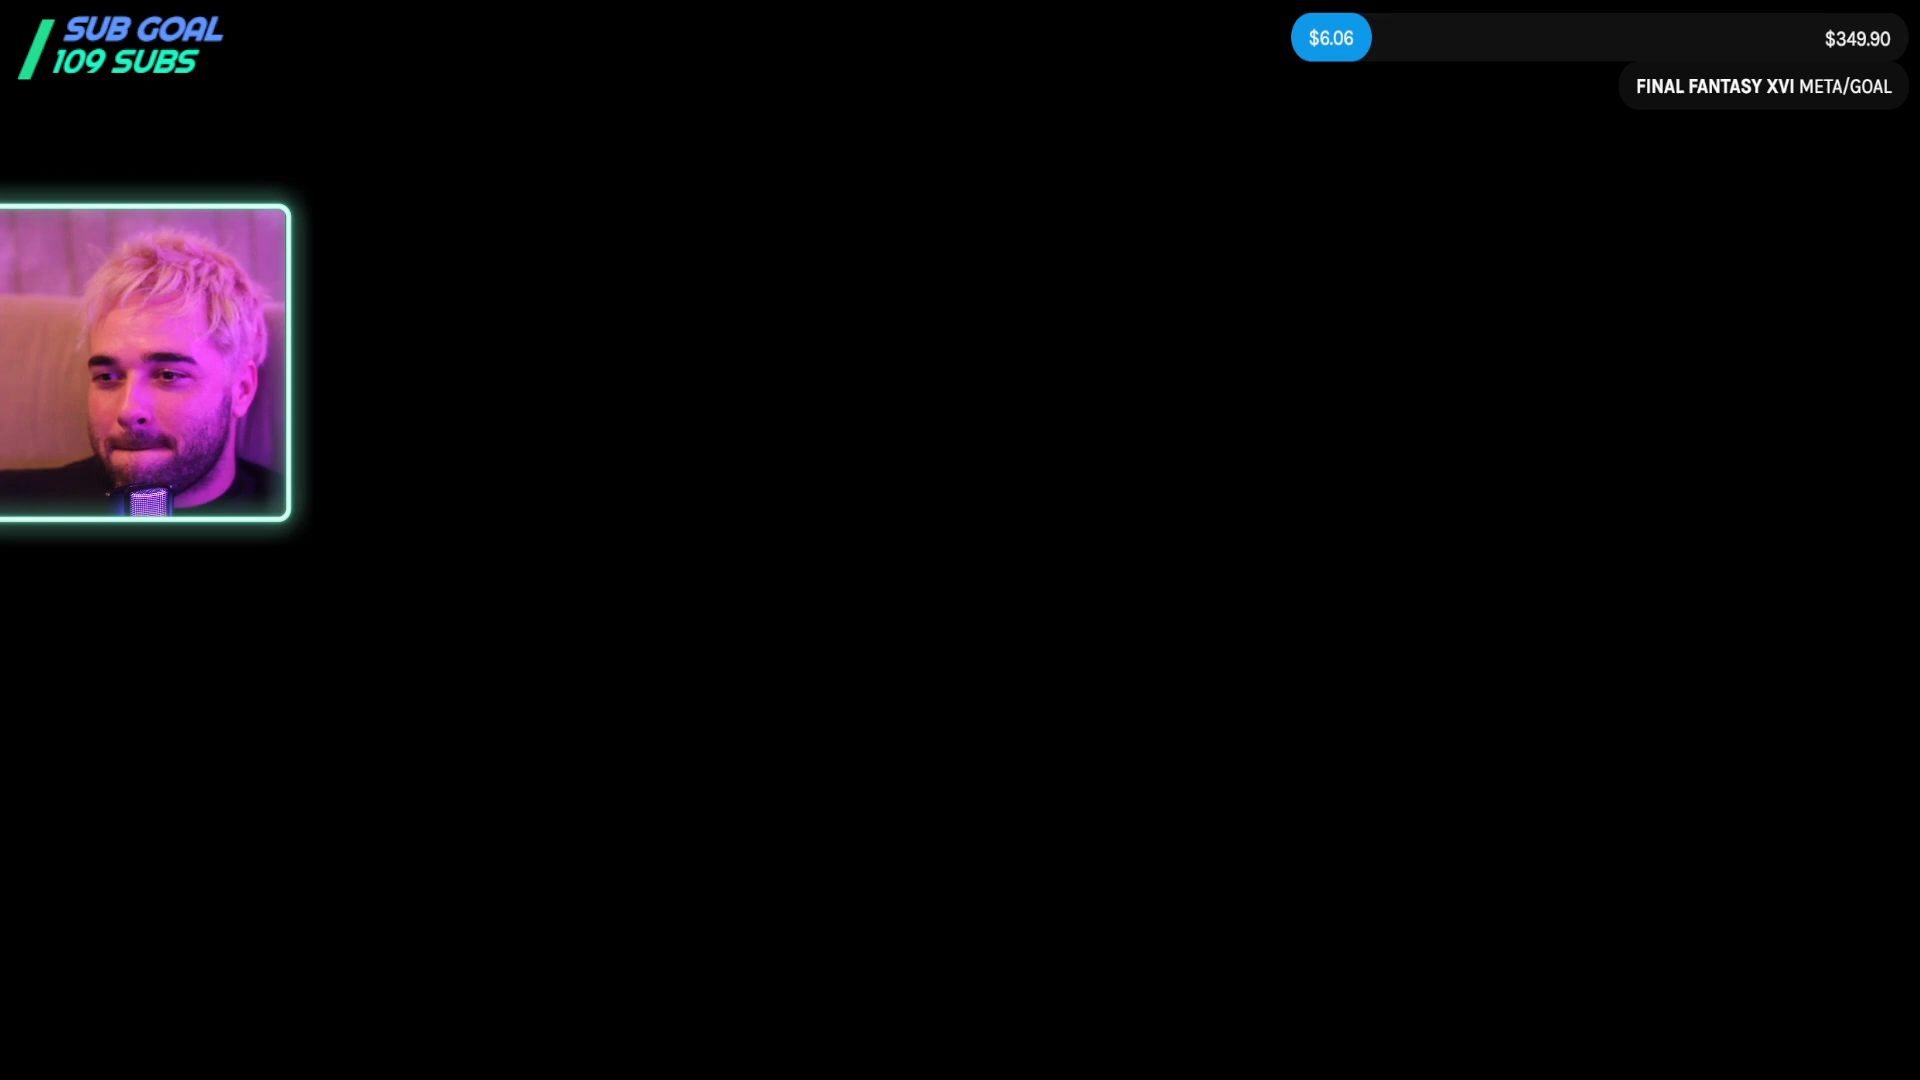 SUB GOAL
109 SUBS
$6.06
$349.90
FINAL FANTASY XVI META/GOAL